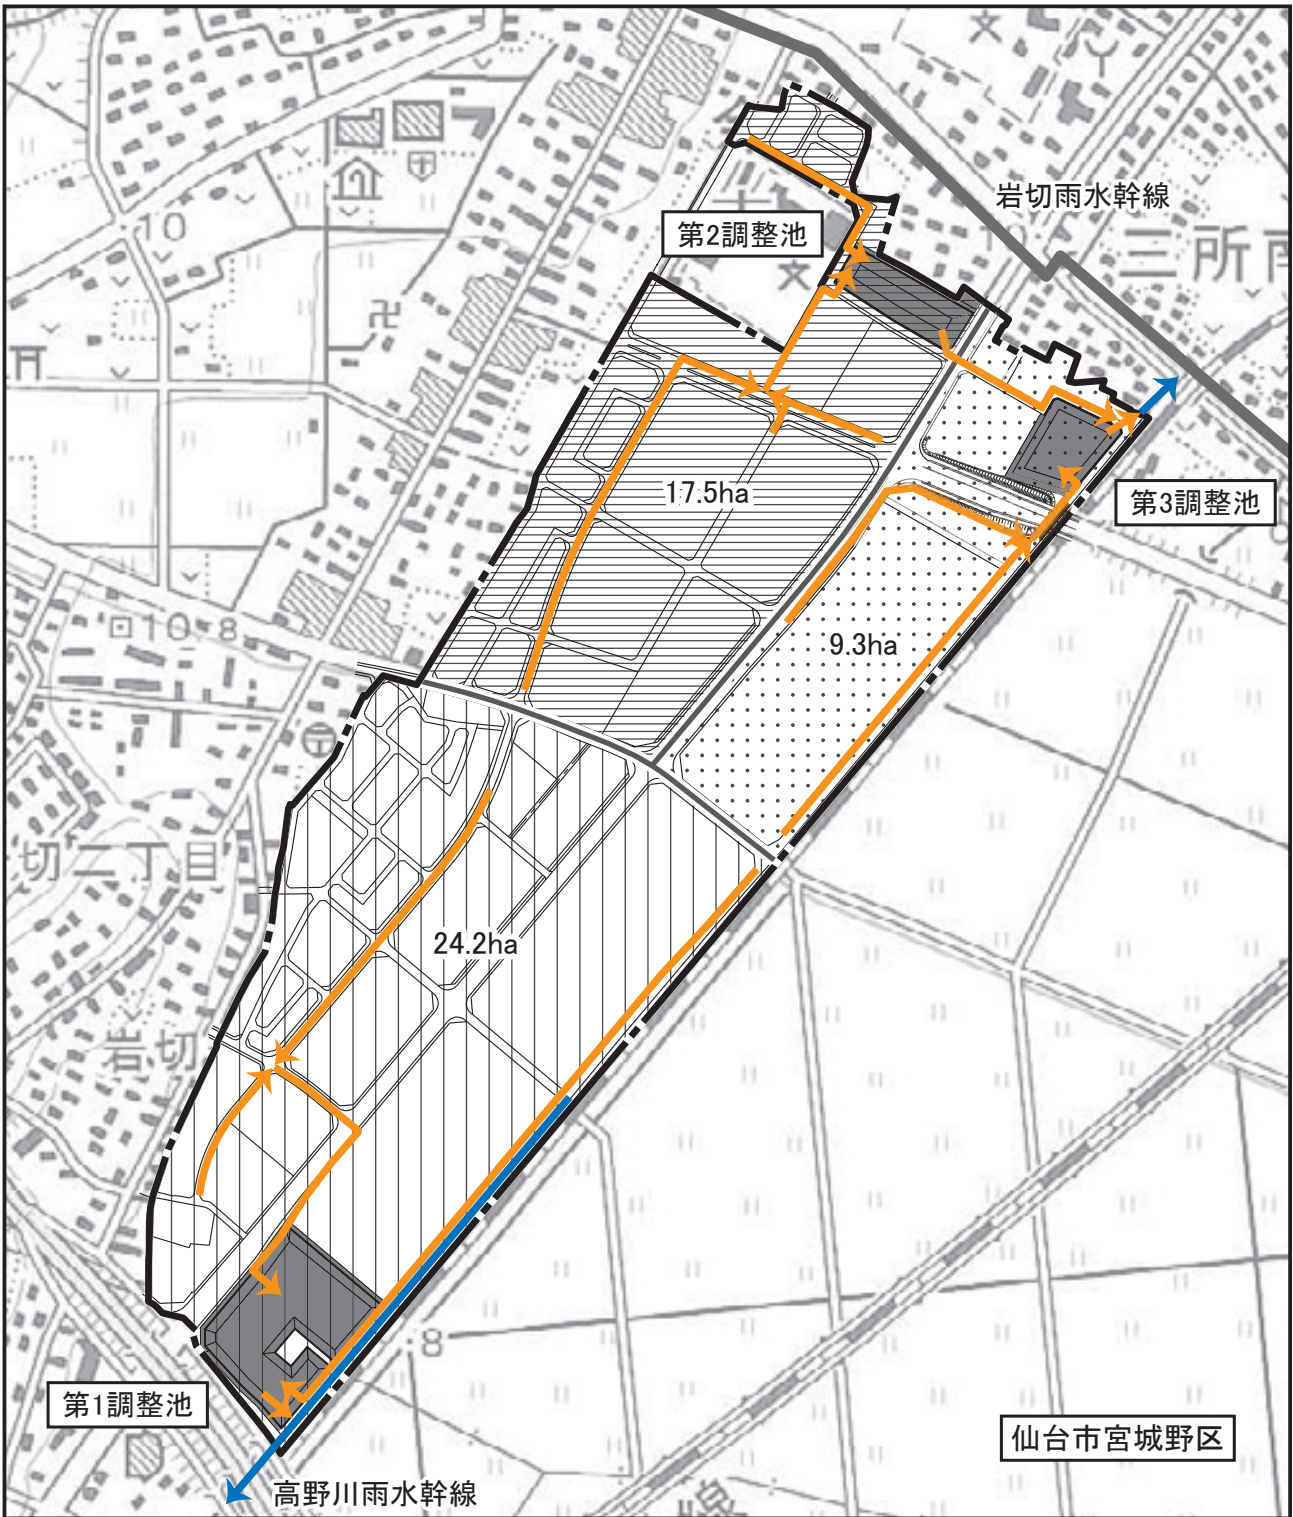 岩切雨水幹線
10
10
三所南
第2調整池
17.5ha
第3調整池
10.8
9.3ha
切二丁目
24.2ha
岩切
8
第1調整池
仙台市宮城野区
高野川雨水幹線